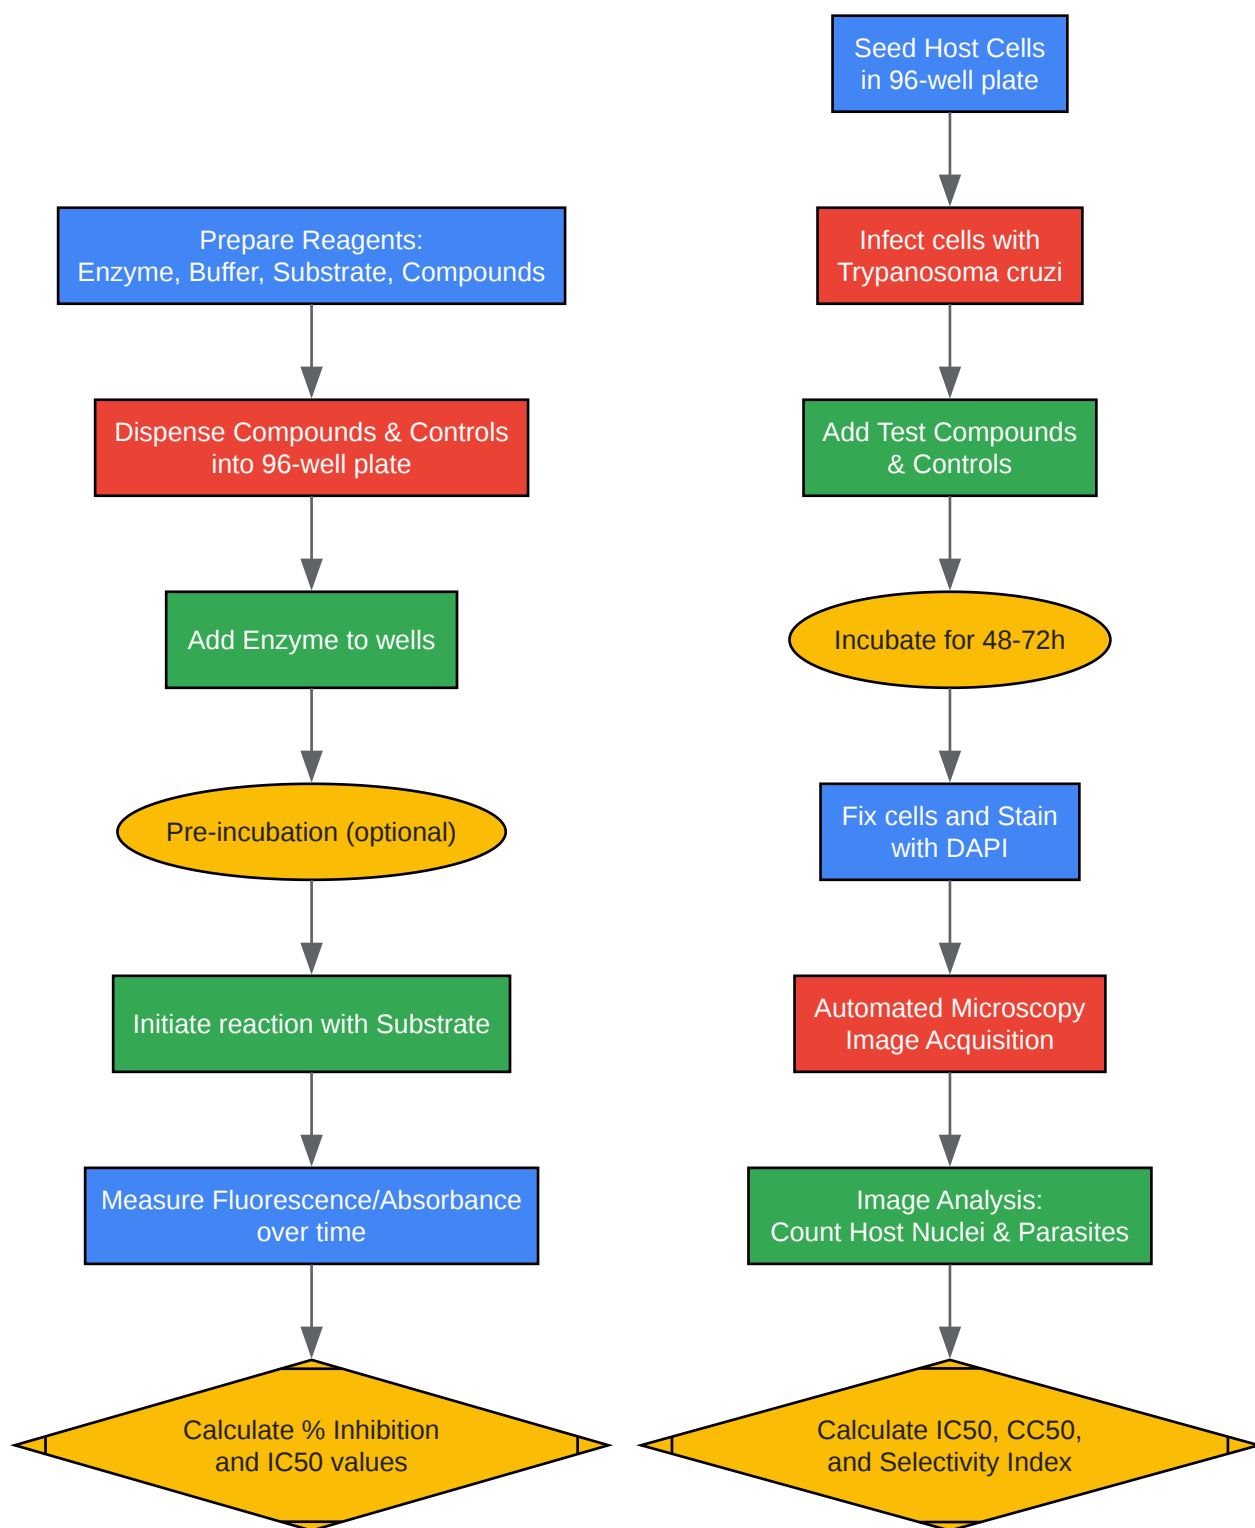 Prepare Reagents:
Enzyme, Buffer, Substrate, Compounds
Dispense Compounds & Controls
into 96-well plate
Add Enzyme to wells
Pre-incubation (optional)
Initiate reaction with Substrate
Measure Fluorescence/Absorbance
over time
Calculate % Inhibition
and IC50 values
Seed Host Cells
in 96-well plate
Infect cells with
Trypanosoma cruzi
Add Test Compounds
& Controls
Incubate for 48-72h
Fix cells and Stain
with DAPI
Automated Microscopy
Image Acquisition
Image Analysis:
Count Host Nuclei & Parasites
Calculate IC50, CC50,
and Selectivity Index